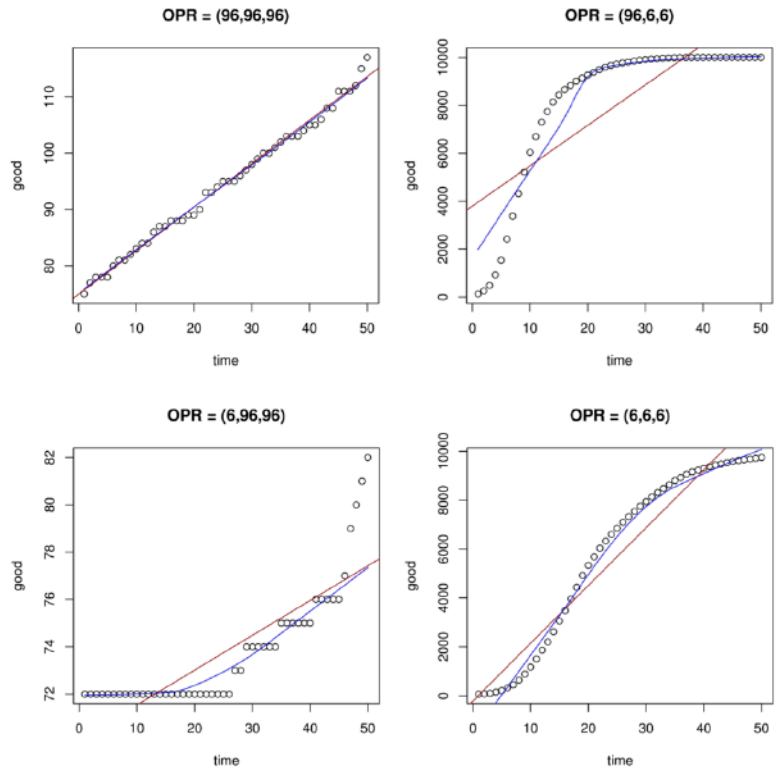 OPR = (96,96,96)
good
80 90 100 110
0 10 20 30 40 50
time
OPR = (96,6,6)
good
0 2000 4000 6000 8000 10000
0 10 20 30 40 50
time
OPR = (6,96,96)
good
72 74 76 78 80 82
0 10 20 30 40 50
time
OPR = (6,6,6)
good
0 2000 4000 6000 8000 10000
0 10 20 30 40 50
time